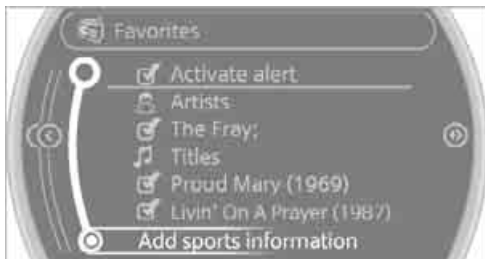 Favorites
Activate alert
Artists
The Fray;
Titles
Proud Mary (1969)
Livin' On A Prayer (1987)
Add sports information